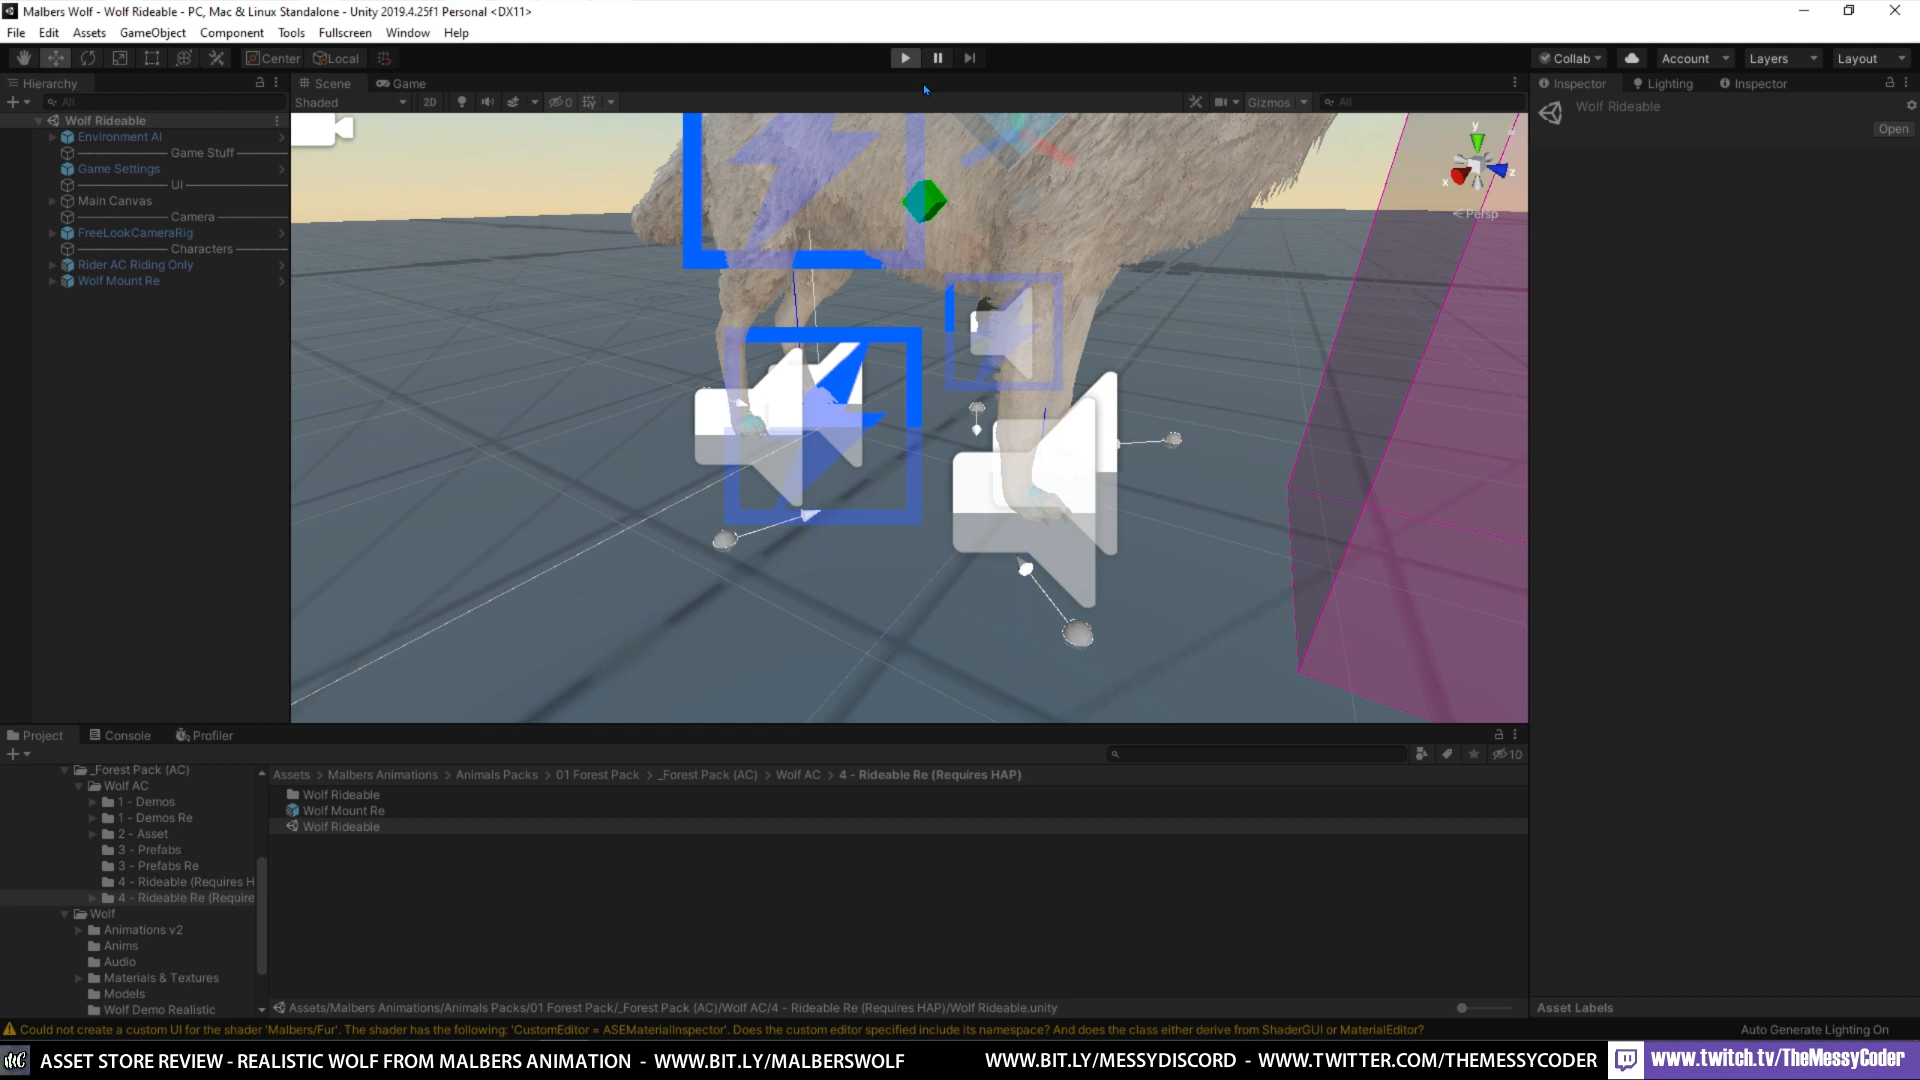 Malbers Wolf - Wolf Rideable - PC, Mac & Linux Standalone - Unity 2019.4.25f1 Personal <DX11>
File Edit Assets GameObject Component Tools Fullscreen Window Help
Center Local Collab Account Layers Layout
Hierarchy Scene Game Inspector Lighting Inspector
All Shaded 2D 0 Gizmos All Wolf Rideable
Open
Wolf Rideable
Environment AI
Game Stuff
Game Settings
UI
Main Canvas
Camera
FreeLookCameraRig
Characters
Rider AC Riding Only
Wolf Mount Re
y
x
z
Persp
Project Console Profiler
10
_Forest Pack (AC)
Wolf AC
1 - Demos
1 - Demos Re
2 - Asset
3 - Prefabs
3 - Prefabs Re
4 - Rideable (Requires H
4 - Rideable Re (Require
Wolf
Animations v2
Anims
Audio
Materials & Textures
Models
Wolf Demo Realistic
Assets > Malbers Animations > Animals Packs > 01 Forest Pack > _Forest Pack (AC) > Wolf AC > 4 - Rideable Re (Requires HAP)
Wolf Rideable
Wolf Mount Re
Wolf Rideable
Assets/Malbers Animations/Animals Packs/01 Forest Pack/_Forest Pack (AC)/Wolf AC/4 - Rideable Re (Requires HAP)/Wolf Rideable.unity
Asset Labels
Could not create a custom UI for the shader 'Malbers/Fur'. The shader has the following: 'CustomEditor = ASEMaterialInspector'. Does the custom editor specified include its namespace? And does the class either derive from ShaderGUI or MaterialEditor?
Auto Generate Lighting On
MC ASSET STORE REVIEW - REALISTIC WOLF FROM MALBERS ANIMATION - WWW.BIT.LY/MALBERSWOLF
WWW.BIT.LY/MESSYDISCORD - WWW.TWITTER.COM/THEMESSYCODER
www.twitch.tv/TheMessyCoder